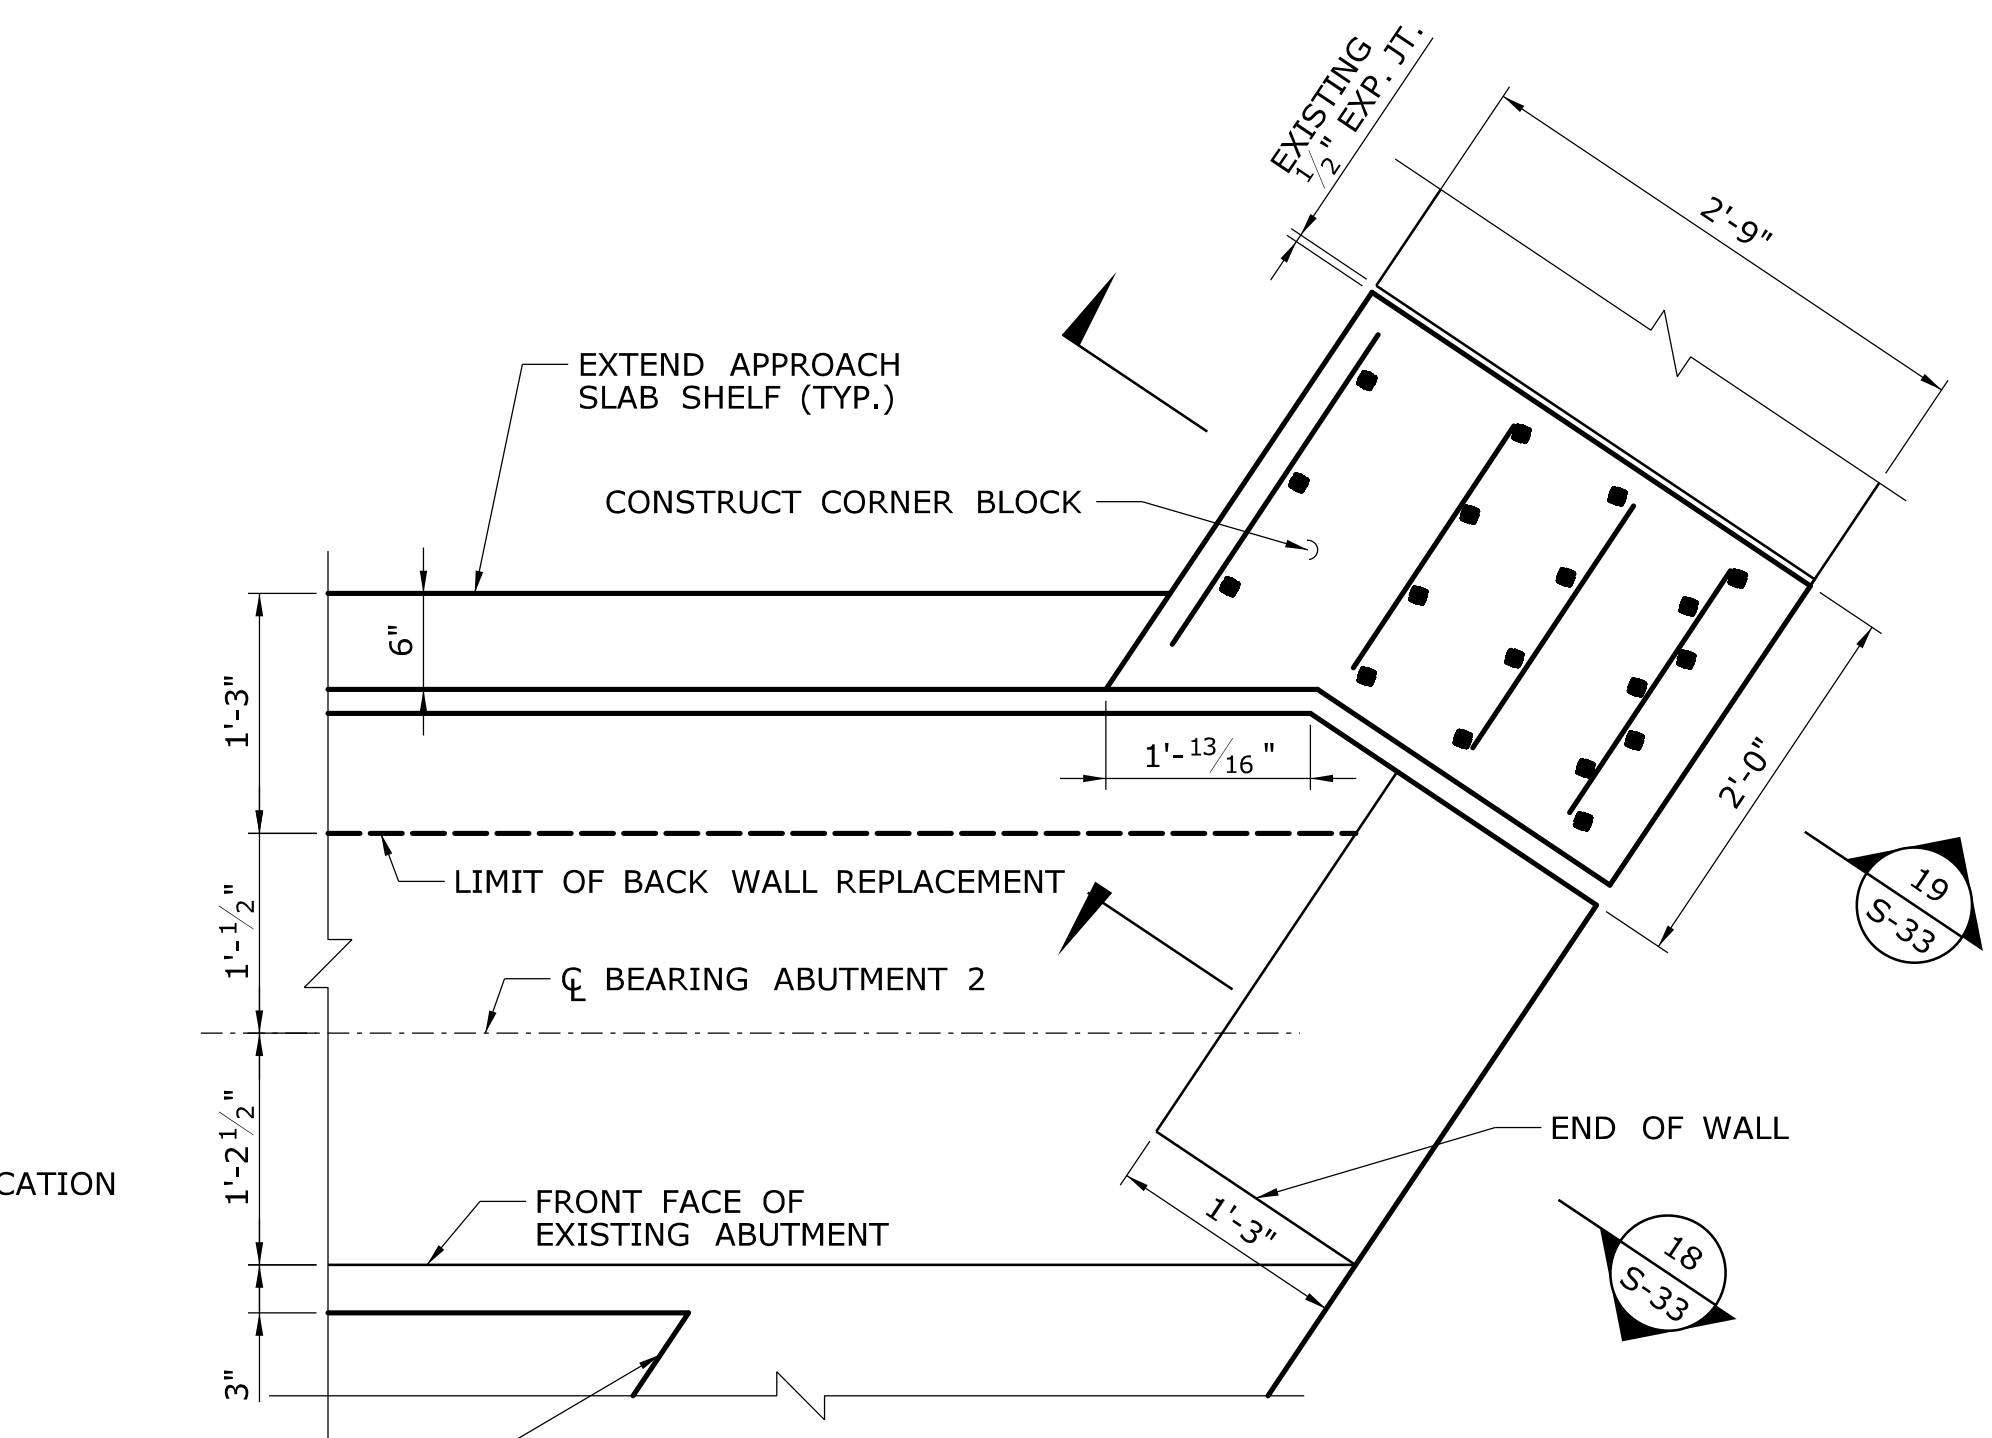 EXISTING
1/2" EXP. JT.
2'-9"
EXTEND APPROACH
SLAB SHELF (TYP.)
CONSTRUCT CORNER BLOCK
6"
1'-3"
1'-13/16"
2'-0"
LIMIT OF BACK WALL REPLACEMENT
19
S-33
1'-1/2"
℄ BEARING ABUTMENT 2
1'-2 1/2"
END OF WALL
CATION
FRONT FACE OF
EXISTING ABUTMENT
1'-3"
18
S-33
3"